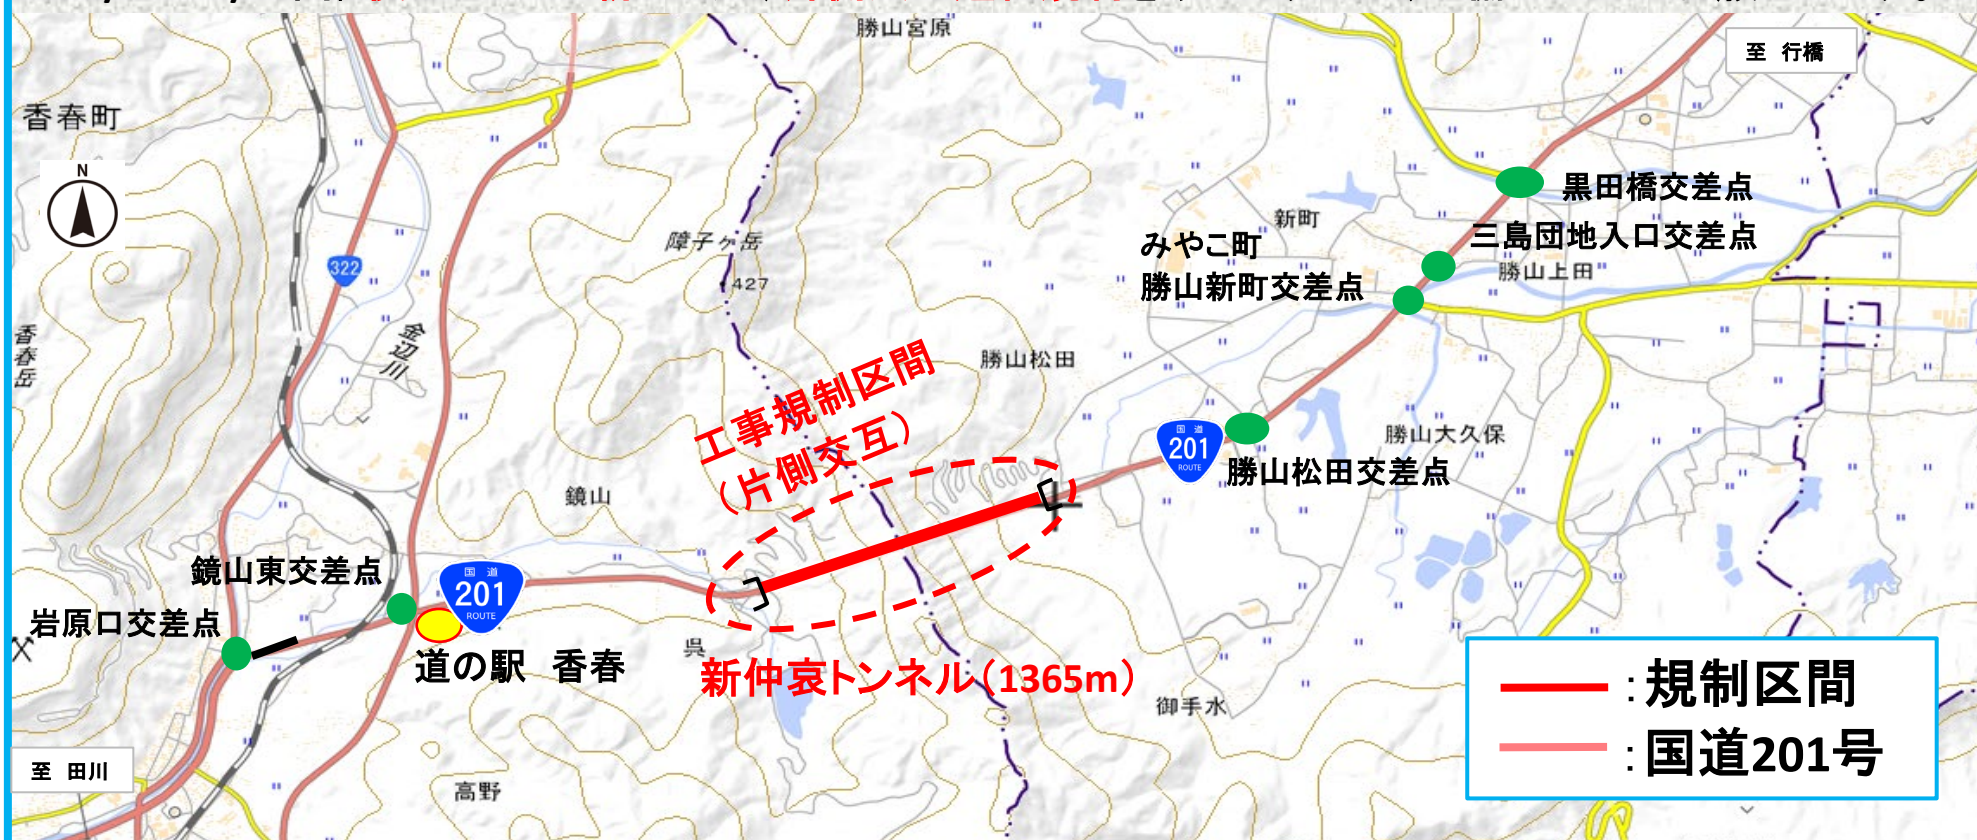 勝山宮原
至 行橋
香春町
N
黒田橋交差点
新町
三島団地入口交差点
障子ヶ岳
みやこ町
勝山新町交差点
勝山上田
322
427
香春岳
金辺川
勝山松田
工事規制区間
（片側交互）
国道
201
ROUTE
勝山大久保
勝山松田交差点
鏡山
鏡山東交差点
国道
201
ROUTE
岩原口交差点
道の駅 香春
呉
新仲哀トンネル（1365m）
御手水
：規制区間
：国道201号
至 田川
高野